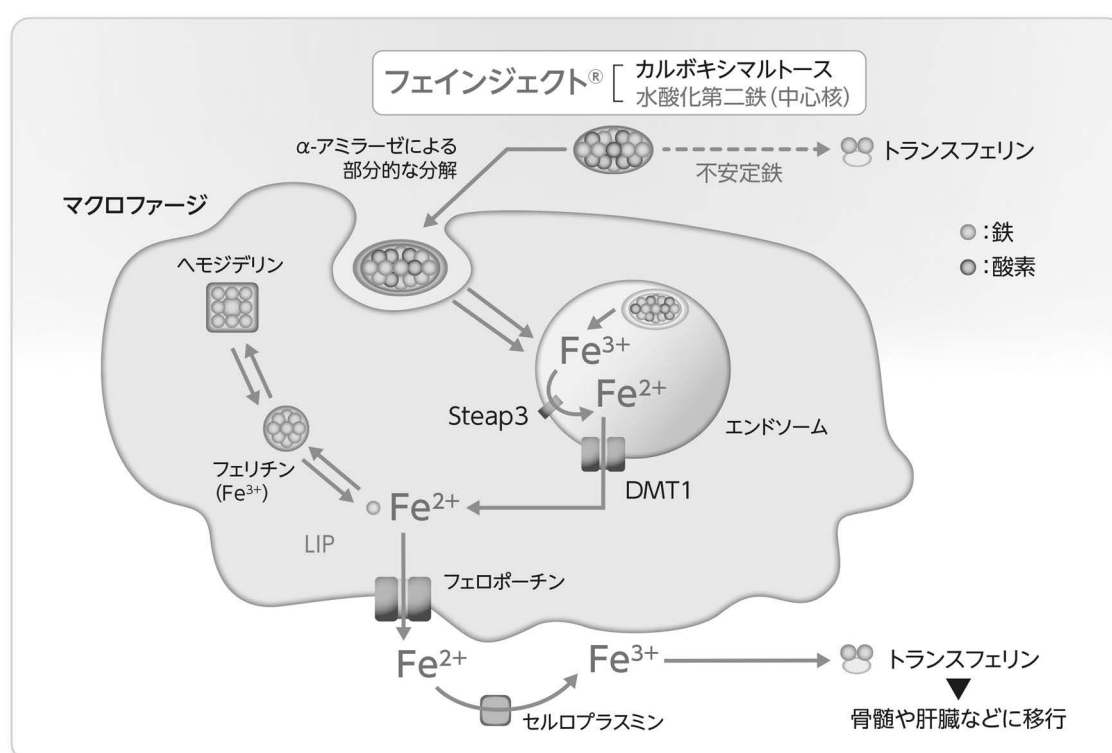 フェインジェクト®
カルボキシマルトース
水酸化第二鉄(中心核)
α-アミラーゼによる
部分的な分解
不安定鉄
トランスフェリン
マクロファージ
:鉄
:酸素
ヘモジデリン
Fe³⁺
Fe²⁺
Steap3
エンドソーム
フェリチン
(Fe³⁺)
DMT1
Fe²⁺
LIP
フェロポーチン
Fe²⁺
Fe³⁺
トランスフェリン
セルロプラスミン
骨髄や肝臓などに移行